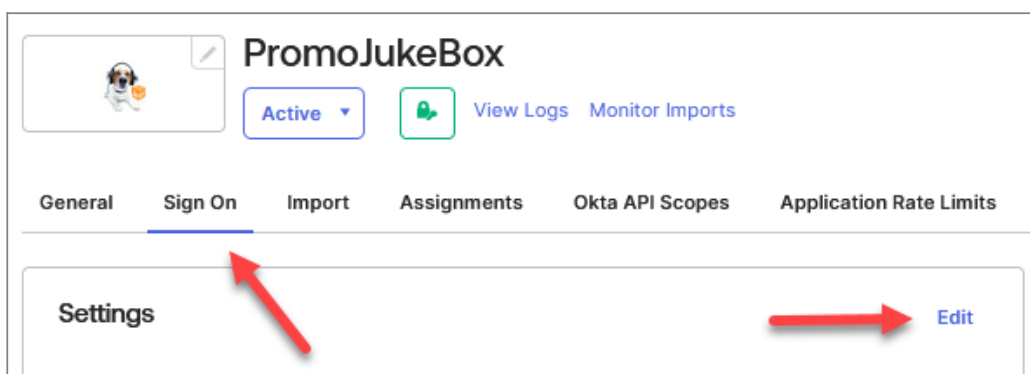 PromoJukeBox
Active View Logs Monitor Imports
General Sign On Import Assignments Okta API Scopes Application Rate Limits
Settings Edit